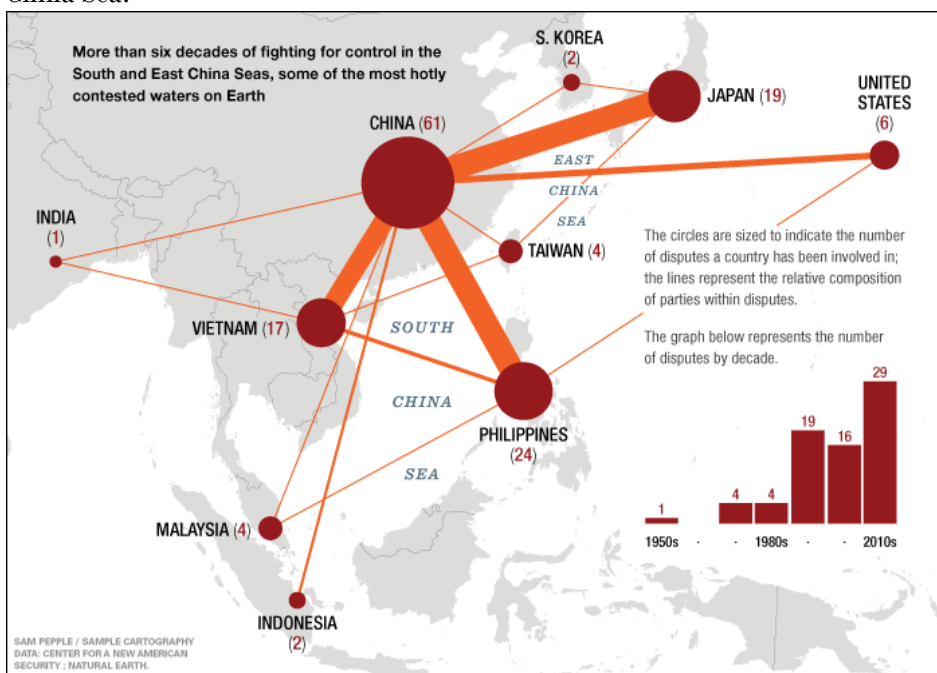 China Sea.
More than six decades of fighting for control in the
South and East China Seas, some of the most hotly
contested waters on Earth
S. KOREA
(2)
JAPAN (19)
UNITED
STATES
(6)
CHINA (61)
EAST
CHINA
SEA
INDIA
(1)
TAIWAN (4)
The circles are sized to indicate the number
of disputes a country has been involved in;
the lines represent the relative composition
of parties within disputes.
VIETNAM (17)
SOUTH
CHINA
SEA
The graph below represents the number
of disputes by decade.
PHILIPPINES
(24)
1
4
4
19
16
29
1950s
1980s
2010s
MALAYSIA (4)
INDONESIA
(2)
SAM PEPPLE / SAMPLE CARTOGRAPHY
DATA: CENTER FOR A NEW AMERICAN
SECURITY ; NATURAL EARTH.